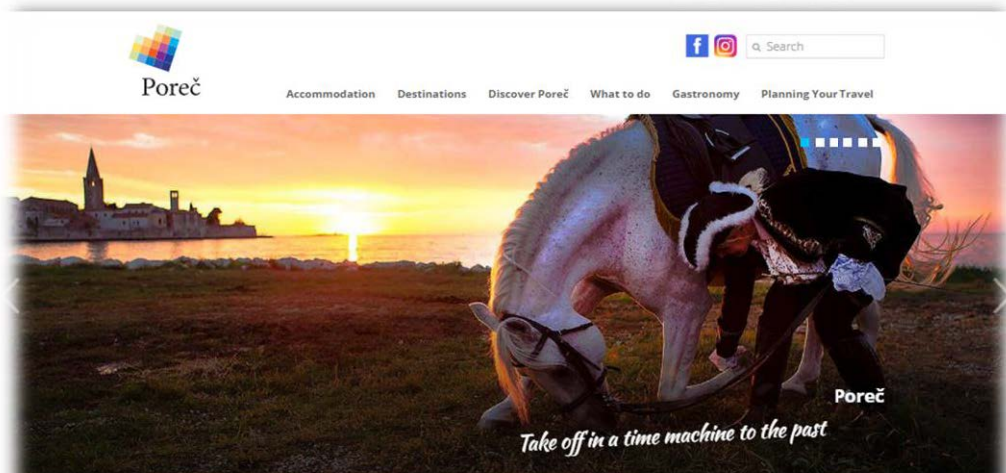 Search
Poreč
Accommodation Destinations Discover Poreč What to do Gastronomy Planning Your Travel
Poreč
Take off in a time machine to the past